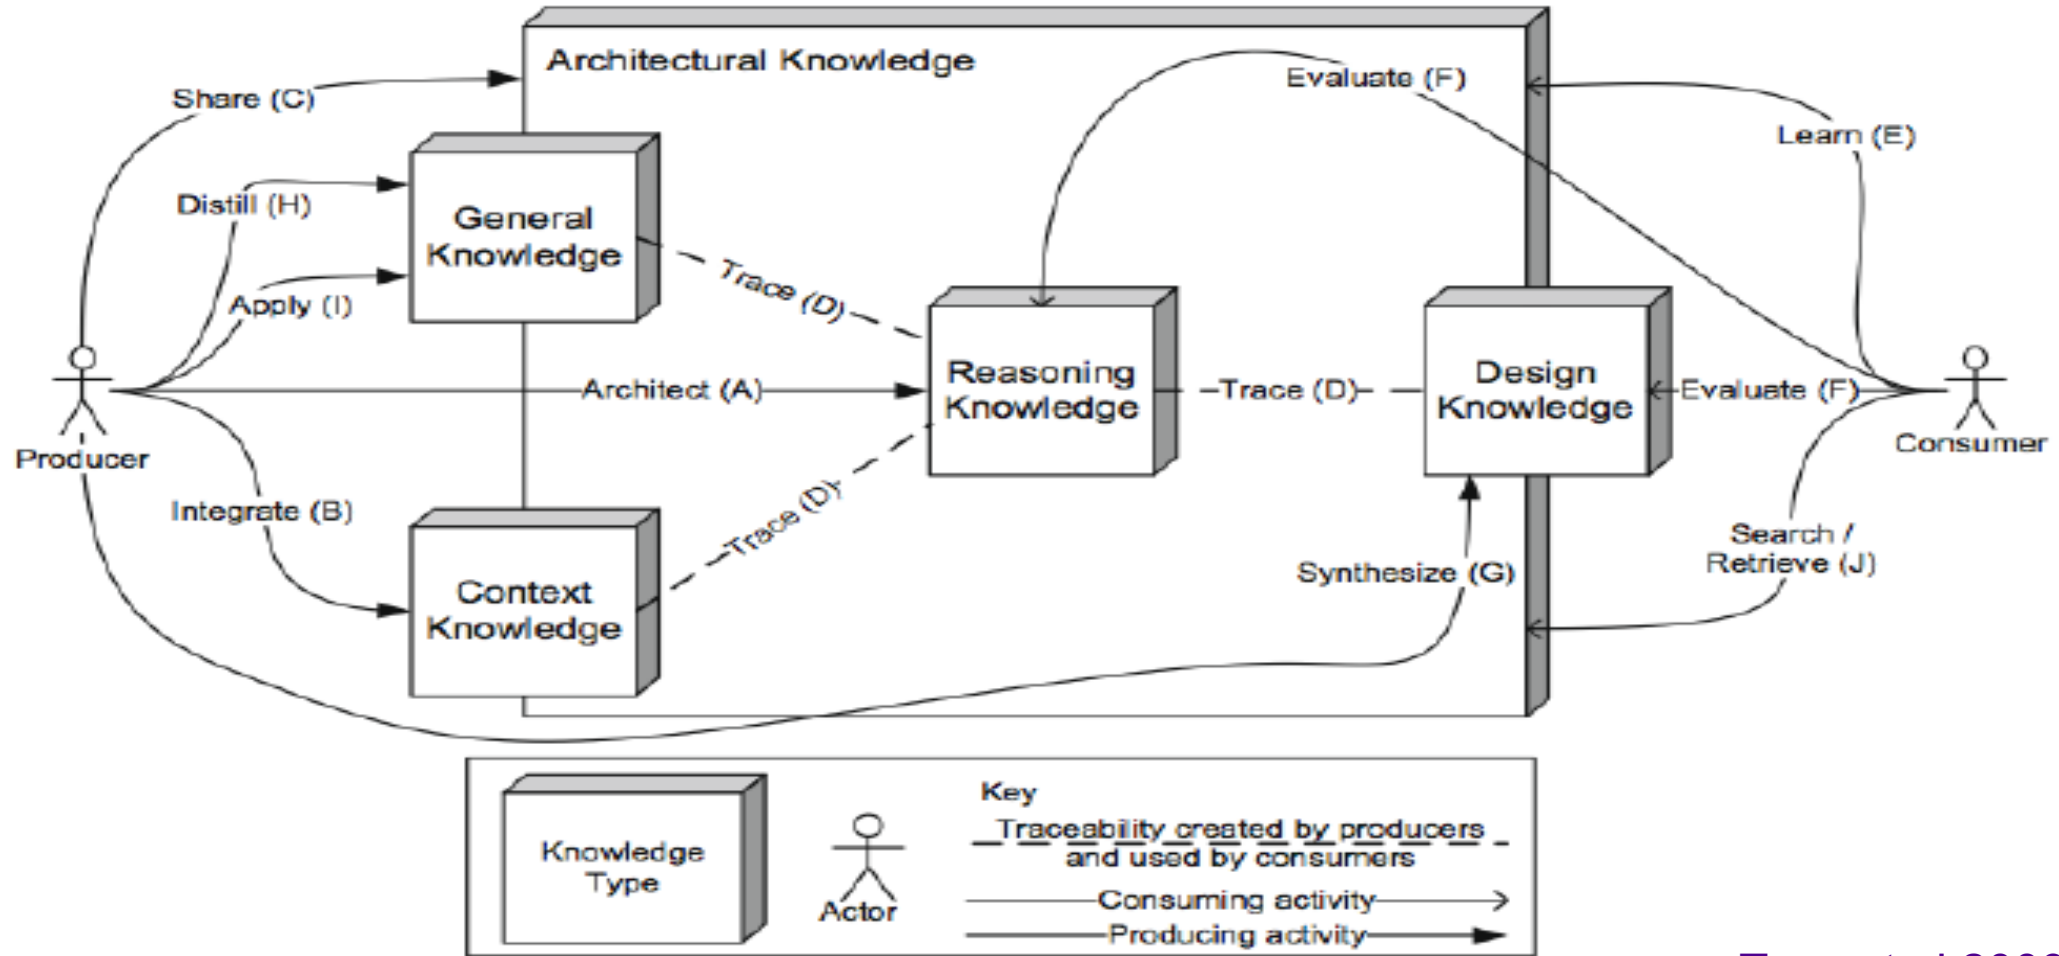 Architectural Knowledge
Evaluate (F)
Share (C)
Learn (E)
Distill (H)
General
Knowledge
Trace (D)
Apply (I)
Reasoning
Knowledge
Architect (A)
Trace (D)
Design
Knowledge
Evaluate (F)
Producer
Consumer
Integrate (B)
Trace (D)
Search /
Retrieve (J)
Context
Knowledge
Synthesize (G)
Key
Traceability created by producers
and used by consumers
Knowledge
Type
Actor
Consuming activity
Producing activity